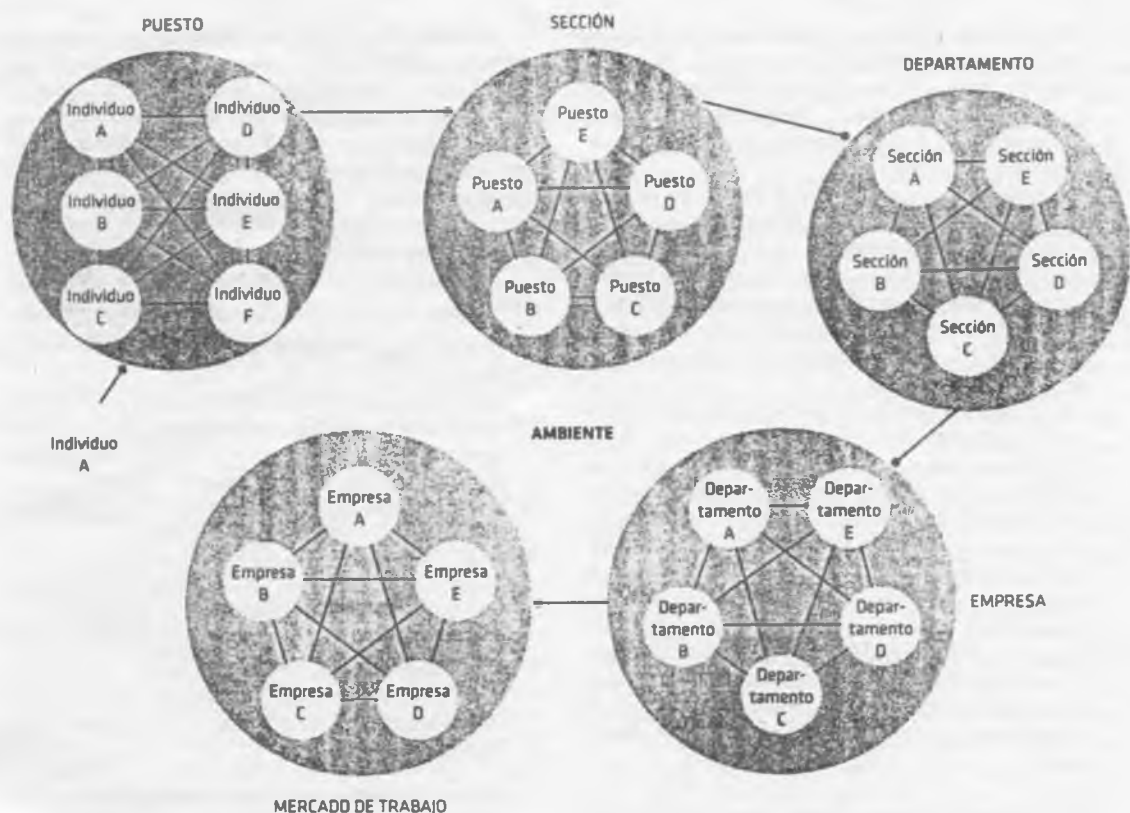 PUESTO
Individuo
A
Individuo
D
Individuo
B
Individuo
E
Individuo
C
Individuo
F
Individuo
A
SECCIÓN
Puesto
E
Puesto
A
Puesto
D
Puesto
B
Puesto
C
DEPARTAMENTO
Sección
A
Sección
E
Sección
B
Sección
D
Sección
C
AMBIENTE
Empresa
A
Empresa
B
Empresa
E
Empresa
C
Empresa
D
MERCADO DE TRABAJO
Depar-
tamento
A
Depar-
tamento
E
Depar-
tamento
B
Depar-
tamento
D
Depar-
tamento
C
EMPRESA